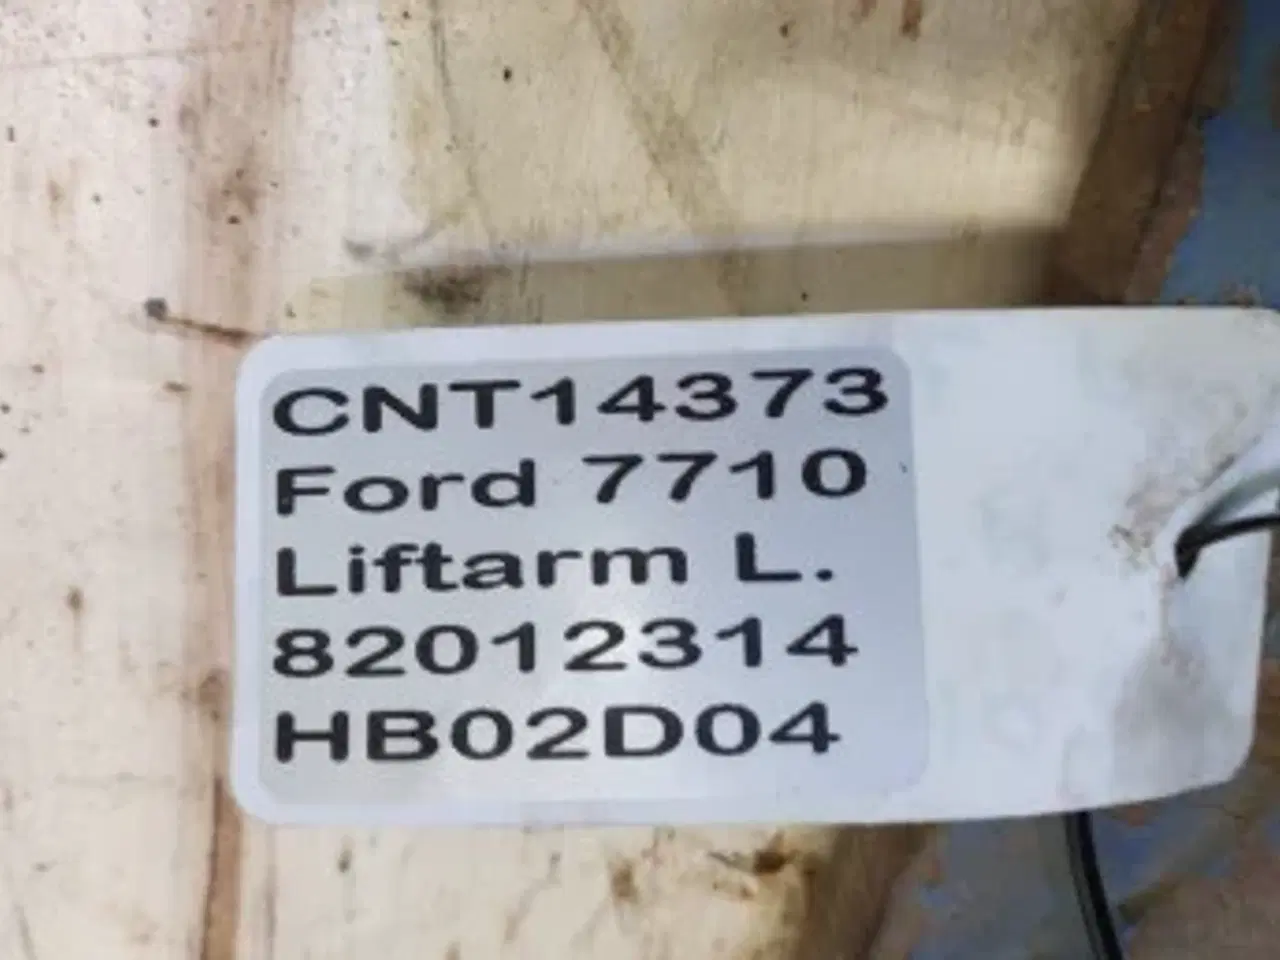 CNT14373
Ford 7710
Liftarm L.
82012314
HB02D04